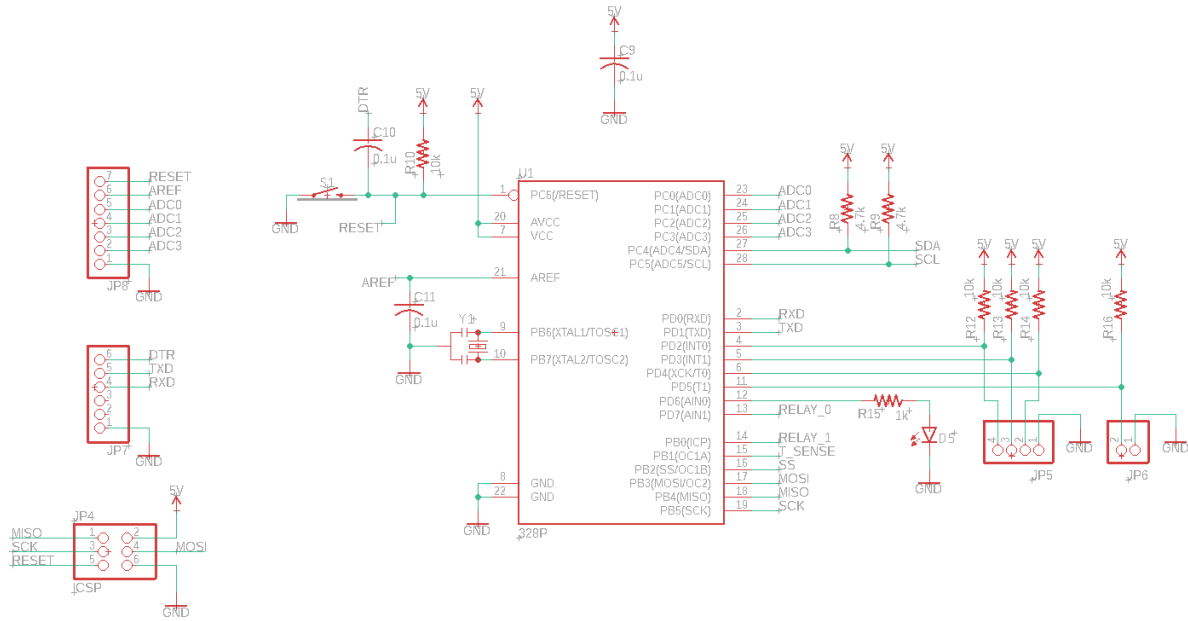 5V
C9
0.1u
GND
DTR
C10
0.1u
5V
R10
10k
5V
S1
GND
RESET
U1
1
PC6(/RESET)
20
AVCC
7
VCC
21
AREF
AREF
C11
0.1u
GND
Y1
9
PB6(XTAL1/TOSC1)
10
PB7(XTAL2/TOSC2)
8
GND
22
GND
GND
328P
PC0(ADC0) 23 ADC0
PC1(ADC1) 24 ADC1
PC2(ADC2) 25 ADC2
PC3(ADC3) 26 ADC3
PC4(ADC4/SDA) 27 SDA
PC5(ADC5/SCL) 28 SCL
PD0(RXD) 2 RXD
PD1(TXD) 3 TXD
PD2(INT0) 4
PD3(INT1) 5
PD4(XCK/T0) 6
PD5(T1) 11
PD6(AIN0) 12
PD7(AIN1) 13 RELAY_0
PB0(ICP) 14 RELAY_1
PB1(OC1A) 15 T_SENSE
PB2(SS/OC1B) 16 SS
PB3(MOSI/OC2) 17 MOSI
PB4(MISO) 18 MISO
PB5(SCK) 19 SCK
5V
5V
R8
4.7k
R9
4.7k
5V
5V
5V
5V
10k
10k
10k
10k
R12
R13
R14
R16
R15
1k
D5
GND
4
3
2
1
JP5
GND
2
1
JP6
GND
7 RESET
6 AREF
5 ADC0
4 ADC1
3 ADC2
2 ADC3
1
JP8
GND
6 DTR
5 TXD
4 RXD
3
2
1
JP7
GND
5V
JP4
MISO 1 2
SCK 3 4 MOSI
RESET 5 6
ICSP
GND